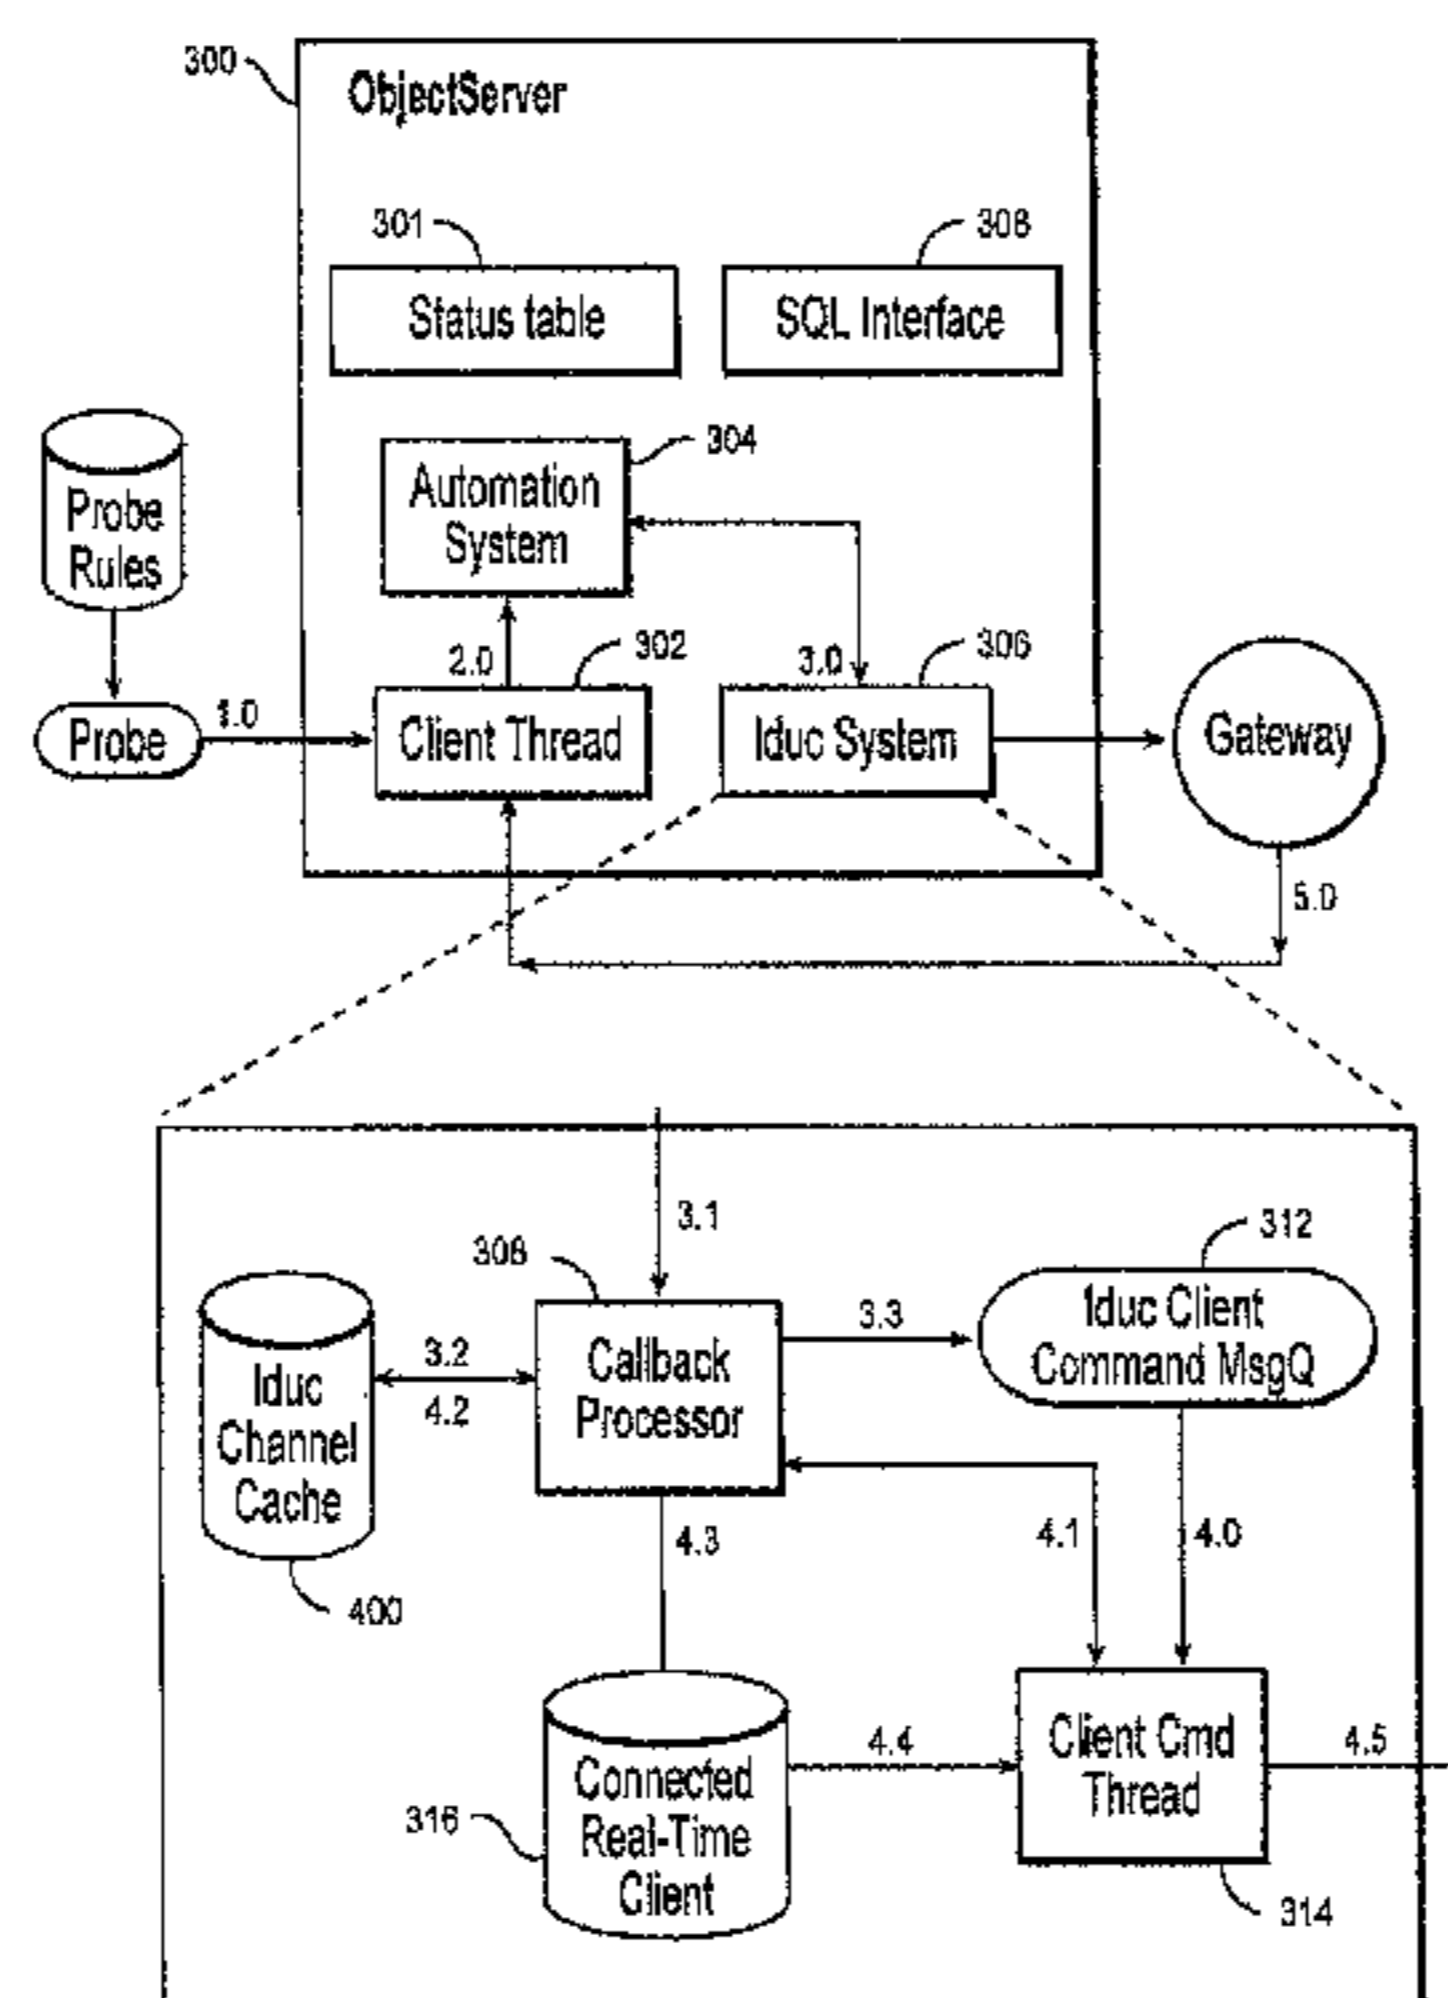 300
ObjectServer
301
308
Status table
SQL Interface
304
Automation
System
Probe
Rules
2.0
302
3.0
306
1.0
Probe
Client Thread
Iduc System
Gateway
5.0
3.1
308
312
Iduc Client
Command MsgQ
3.3
3.2
4.2
Callback
Processor
Iduc
Channel
Cache
4.3
4.1
4.0
400
Client Cmd
Thread
4.4
4.5
Connected
Real-Time
Client
316
314